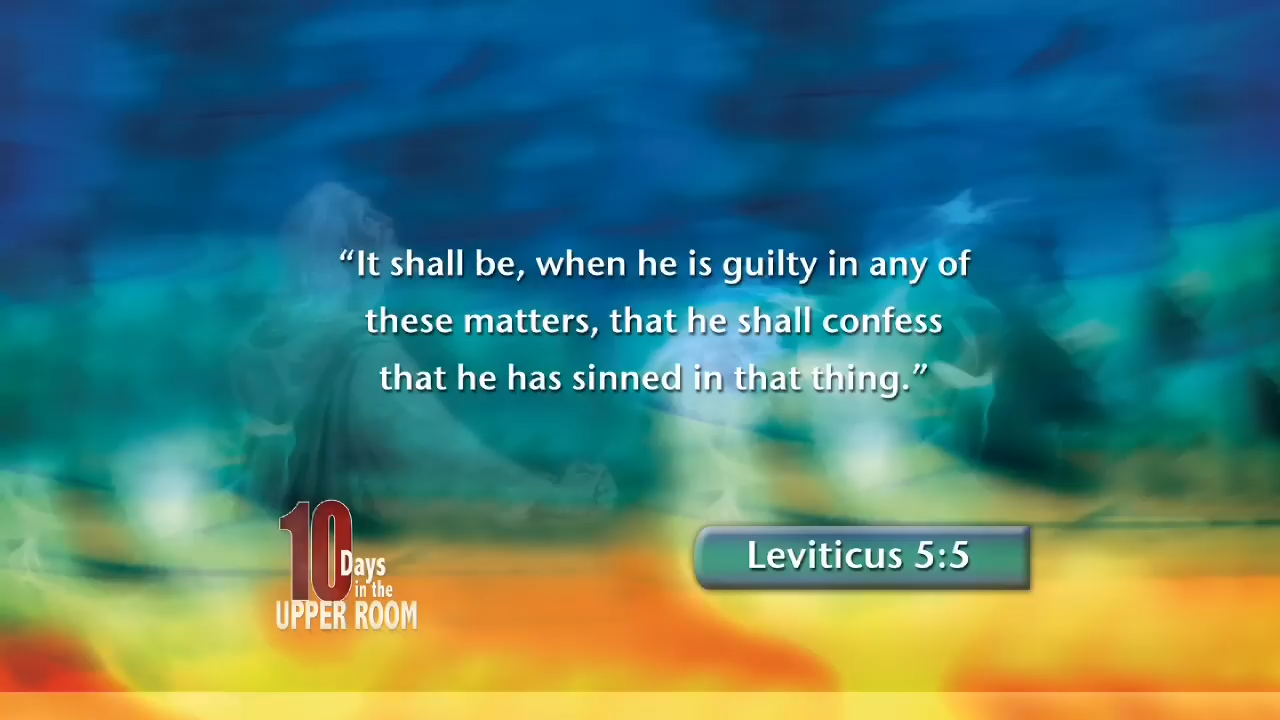 “It shall be, when he is guilty in any of
these matters, that he shall confess
that he has sinned in that thing.”
Leviticus 5:5
10
Days
in the
UPPER ROOM